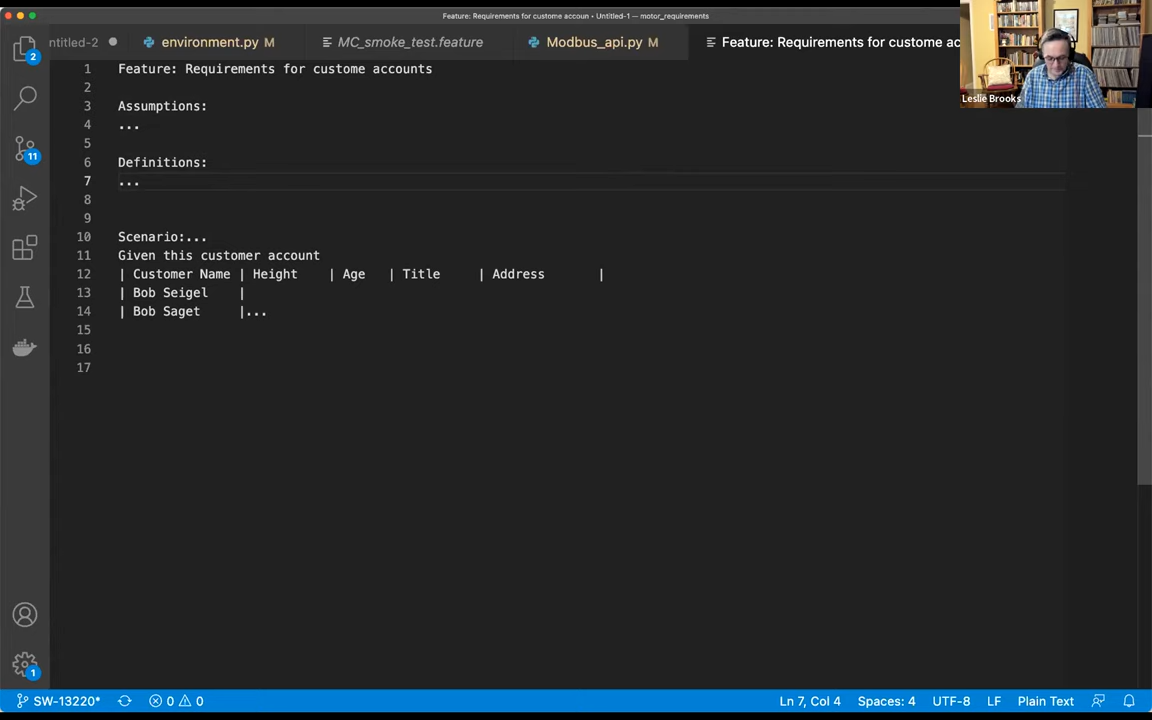 Feature: Requirements for custome accoun • Untitled-1 — motor_requirements
ntitled-2
environment.py M
MC_smoke_test.feature
Modbus_api.py M
Feature: Requirements for custome ac
Leslie Brooks
1 Feature: Requirements for custome accounts
2
3 Assumptions:
4 ...
5
6 Definitions:
7 ...
8
9
10 Scenario:...
11 Given this customer account
12 | Customer Name | Height | Age | Title | Address |
13 | Bob Seigel |
14 | Bob Saget |...
15
16
17
2
11
1
SW-13220*
0 0
Ln 7, Col 4
Spaces: 4
UTF-8
LF
Plain Text